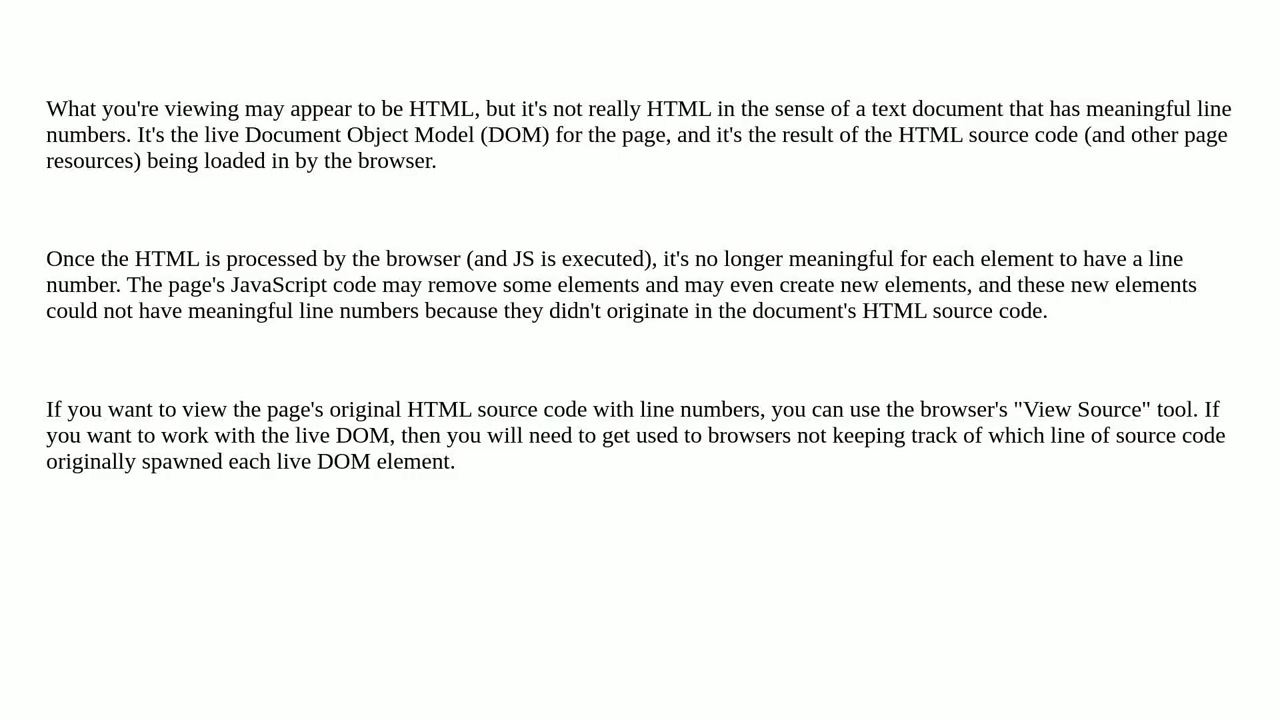 What you're viewing may appear to be HTML, but it's not really HTML in the sense of a text document that has meaningful line
numbers. It's the live Document Object Model (DOM) for the page, and it's the result of the HTML source code (and other page
resources) being loaded in by the browser.
Once the HTML is processed by the browser (and JS is executed), it's no longer meaningful for each element to have a line
number. The page's JavaScript code may remove some elements and may even create new elements, and these new elements
could not have meaningful line numbers because they didn't originate in the document's HTML source code.
If you want to view the page's original HTML source code with line numbers, you can use the browser's "View Source" tool. If
you want to work with the live DOM, then you will need to get used to browsers not keeping track of which line of source code
originally spawned each live DOM element.